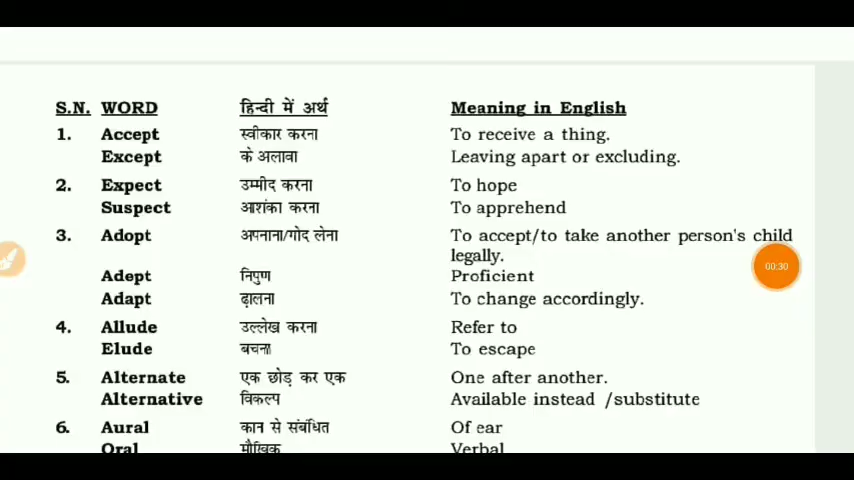 S.N. WORD हिन्दी में अर्थ Meaning in English
1. Accept स्वीकार करना To receive a thing.
Except के अलावा Leaving apart or excluding.
2. Expect उम्मीद करना To hope
Suspect आशंका करना To apprehend
3. Adopt अपनाना/गोद लेना To accept/to take another person's child
legally.
00:30
Adept निपुण Proficient
Adapt ढ़ालना To change accordingly.
4. Allude उल्लेख करना Refer to
Elude बचना To escape
5. Alternate एक छोड़ कर एक One after another.
Alternative विकल्प Available instead /substitute
6. Aural कान से संबंधित Of ear
Oral मौखिक Verbal